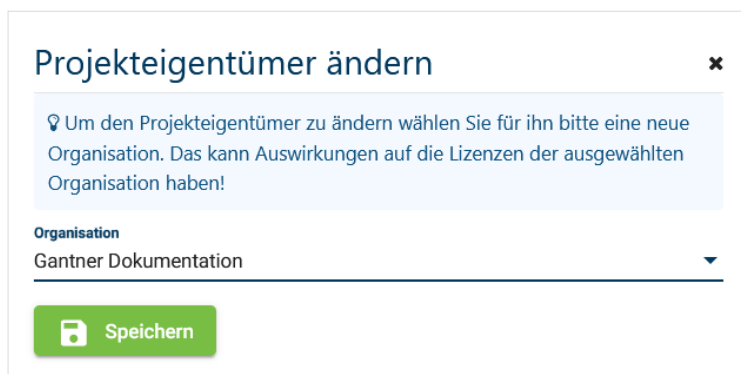 Projekteigentümer ändern
Um den Projekteigentümer zu ändern wählen Sie für ihn bitte eine neue
Organisation. Das kann Auswirkungen auf die Lizenzen der ausgewählten
Organisation haben!
Organisation
Gantner Dokumentation
Speichern